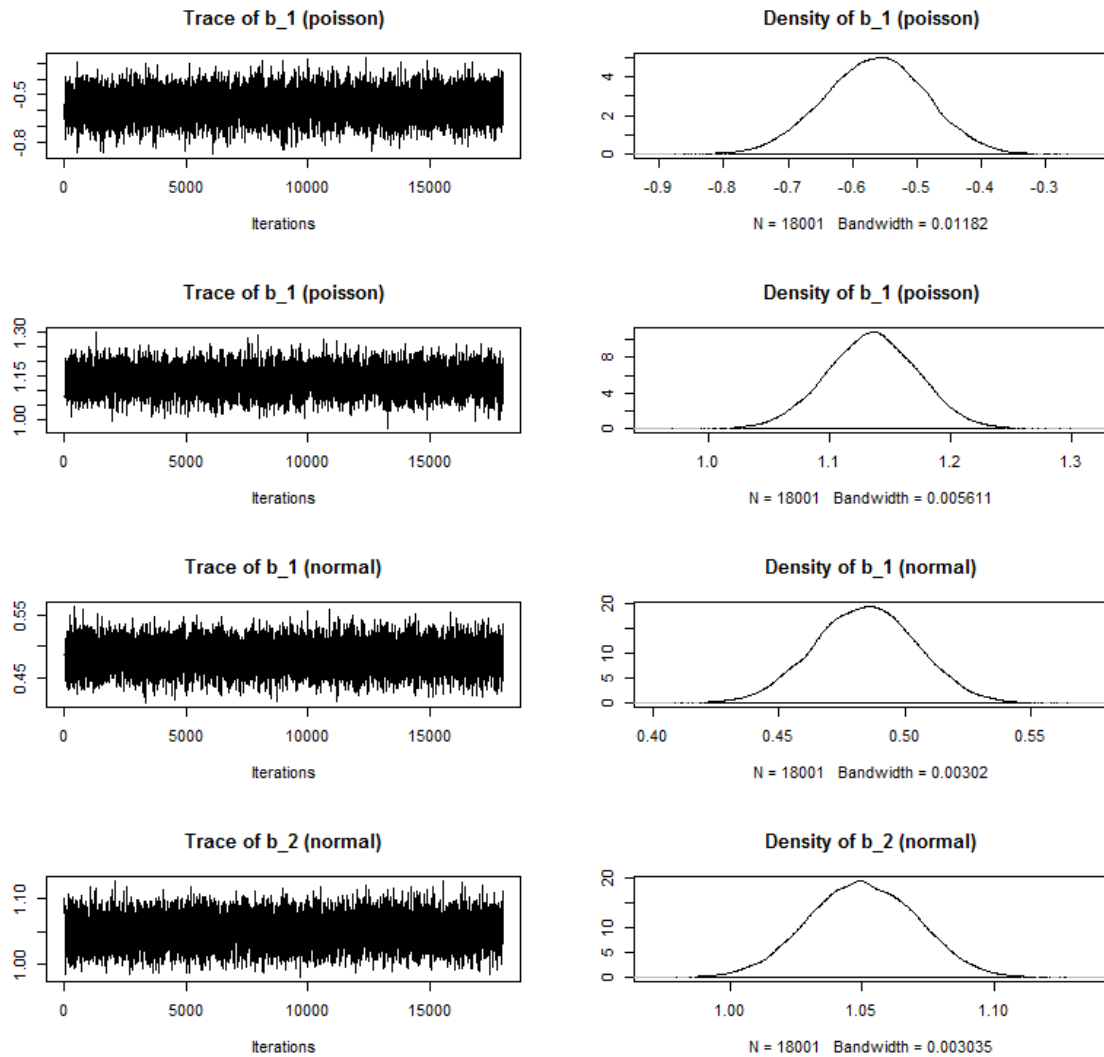 Trace of b_1 (poisson)
-0.5
-0.8
0 5000 10000 15000
Iterations
Density of b_1 (poisson)
4
2
0
-0.9 -0.8 -0.7 -0.6 -0.5 -0.4 -0.3
N = 18001 Bandwidth = 0.01182
Trace of b_1 (poisson)
1.30
1.15
1.00
0 5000 10000 15000
Iterations
Density of b_1 (poisson)
8
4
0
1.0 1.1 1.2 1.3
N = 18001 Bandwidth = 0.005611
Trace of b_1 (normal)
0.55
0.45
0 5000 10000 15000
Iterations
Density of b_1 (normal)
20
10
5
0
0.40 0.45 0.50 0.55
N = 18001 Bandwidth = 0.00302
Trace of b_2 (normal)
1.10
1.00
0 5000 10000 15000
Iterations
Density of b_2 (normal)
20
10
5
0
1.00 1.05 1.10
N = 18001 Bandwidth = 0.003035